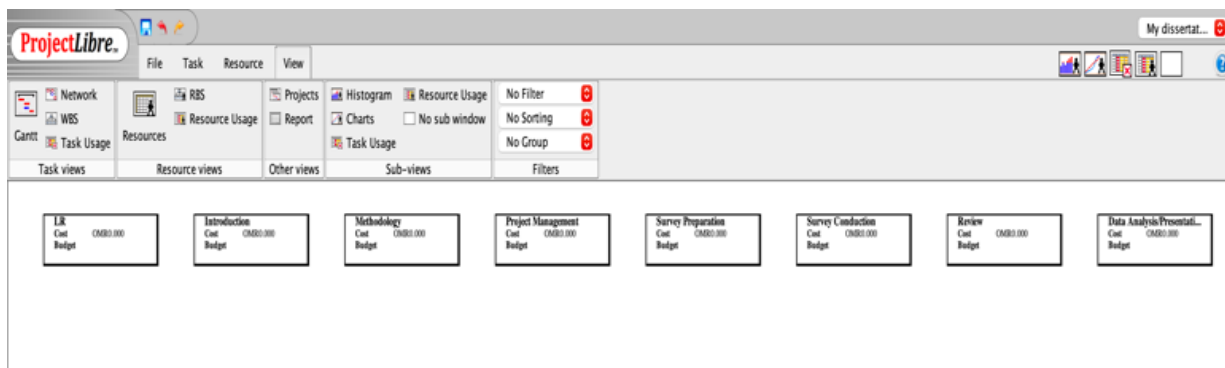 ProjectLibre™
My dissertat...
File Task Resource View
Network
WBS
Task Usage
Gantt
Task views
RBS
Resource Usage
Resources
Resource views
Projects
Report
Other views
Histogram
Charts
Task Usage
Resource Usage
No sub window
Sub-views
No Filter
No Sorting
No Group
Filters
LR
Cost OMR0.000
Budget
Introduction
Cost OMR0.000
Budget
Methodology
Cost OMR0.000
Budget
Project Management
Cost OMR0.000
Budget
Survey Preparation
Cost OMR0.000
Budget
Survey Conduction
Cost OMR0.000
Budget
Review
Cost OMR0.000
Budget
Data Analysis/Presentati...
Cost OMR0.000
Budget